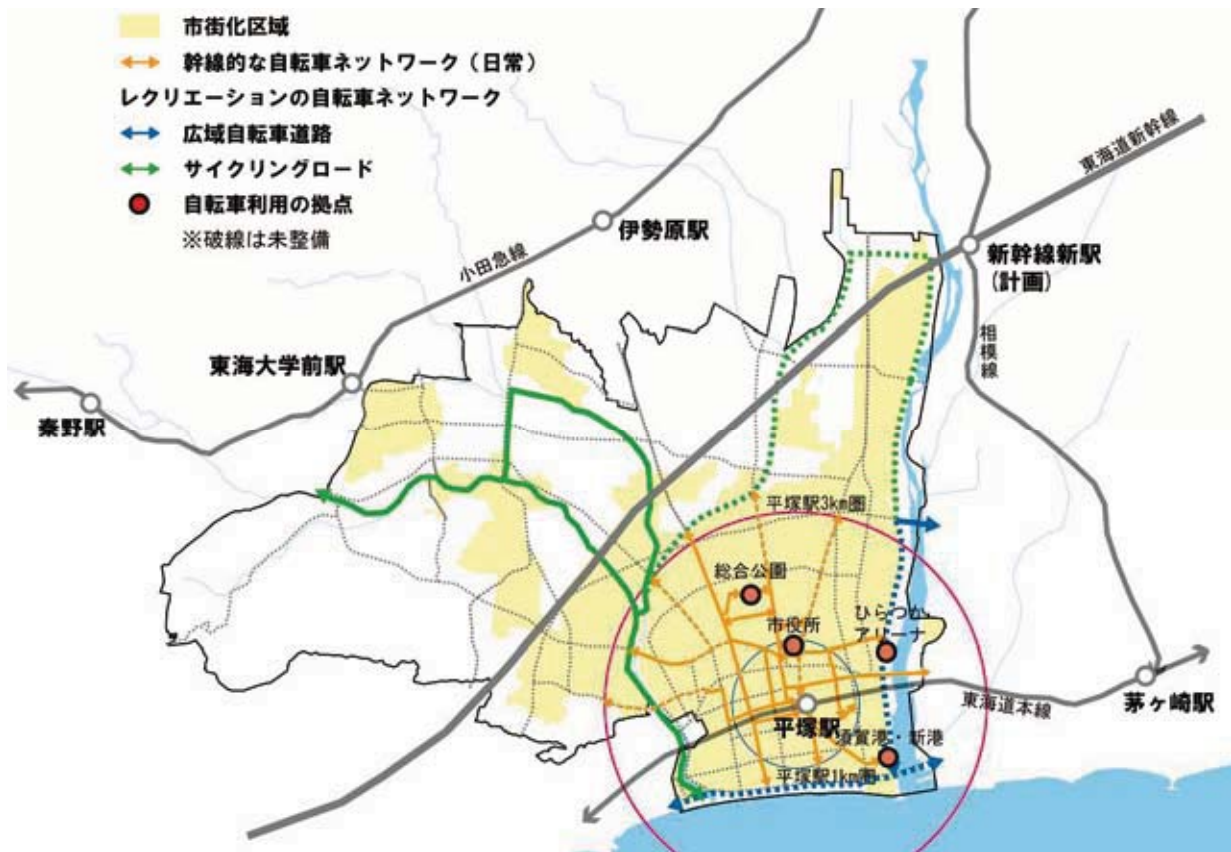 市街化区域
幹線的な自転車ネットワーク（日常）
レクリエーションの自転車ネットワーク
広域自転車道路
サイクリングロード
自転車利用の拠点
※破線は未整備
東海道新幹線
伊勢原駅
小田急線
新幹線新駅
(計画)
相模線
東海大学前駅
秦野駅
平塚駅3km圏
総合公園
市役所
ひらつか
アリーナ
東海道本線
茅ヶ崎駅
平塚駅
須賀港・新港
平塚駅1km圏